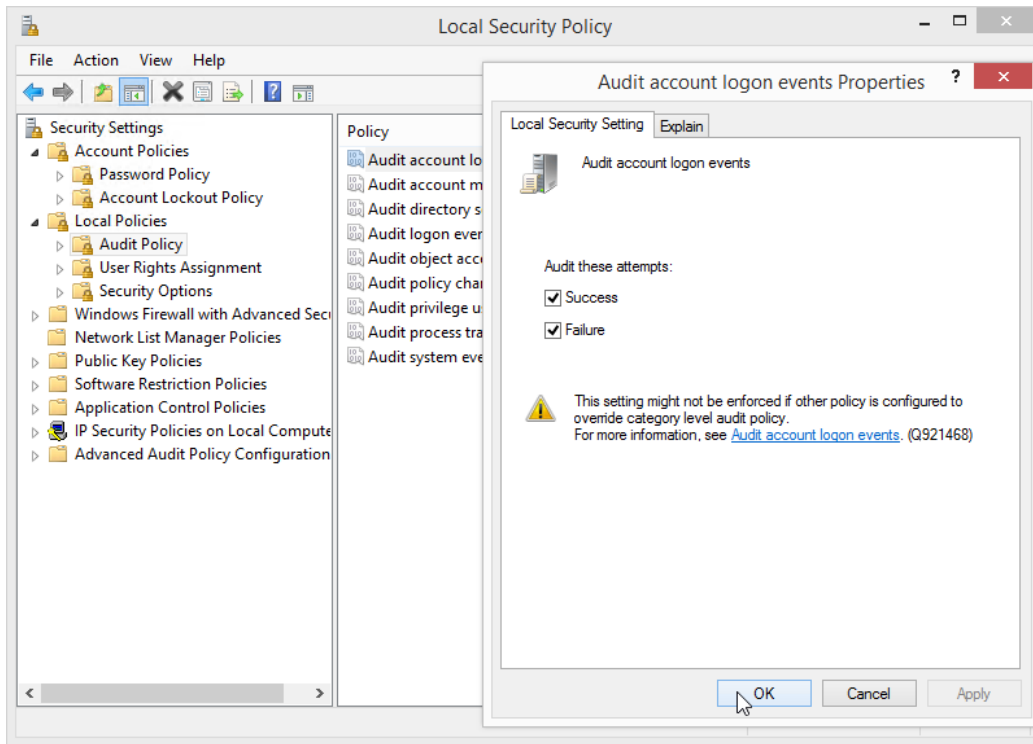 Local Security Policy
File Action View Help
Security Settings
Account Policies
Password Policy
Account Lockout Policy
Local Policies
Audit Policy
User Rights Assignment
Security Options
Windows Firewall with Advanced Secu
Network List Manager Policies
Public Key Policies
Software Restriction Policies
Application Control Policies
IP Security Policies on Local Compute
Advanced Audit Policy Configuration
Policy
Audit account lo
Audit account m
Audit directory s
Audit logon ever
Audit object acce
Audit policy char
Audit privilege u
Audit process tra
Audit system eve
Audit account logon events Properties
Local Security Setting Explain
Audit account logon events
Audit these attempts:
Success
Failure
This setting might not be enforced if other policy is configured to
override category level audit policy.
For more information, see Audit account logon events. (Q921468)
OK Cancel Apply